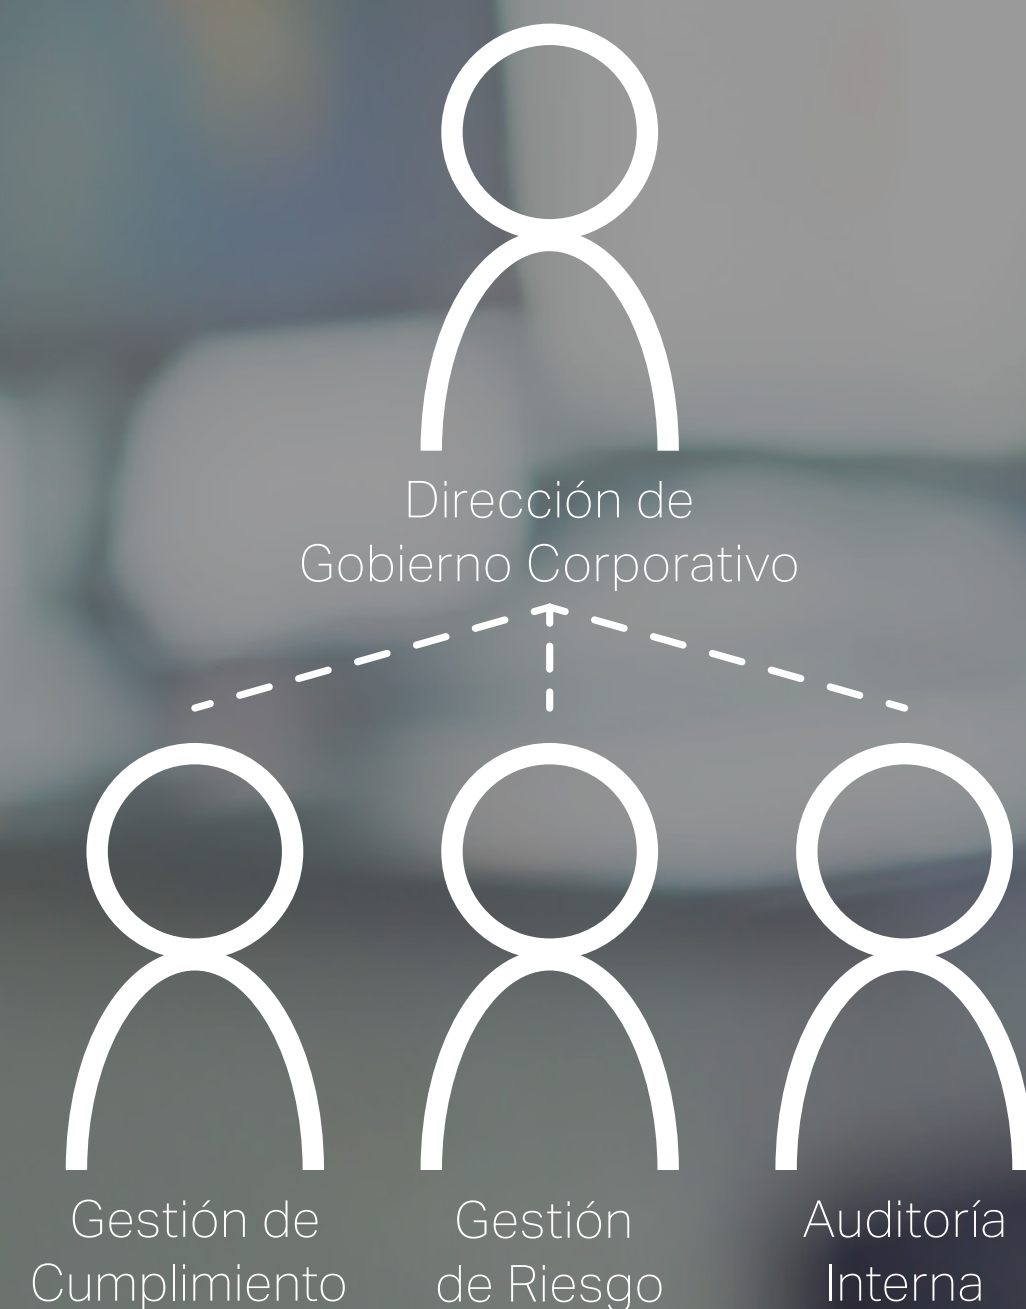 Dirección de
Gobierno Corporativo
Gestión de
Cumplimiento
Gestión
de Riesgo
Auditoría
Interna